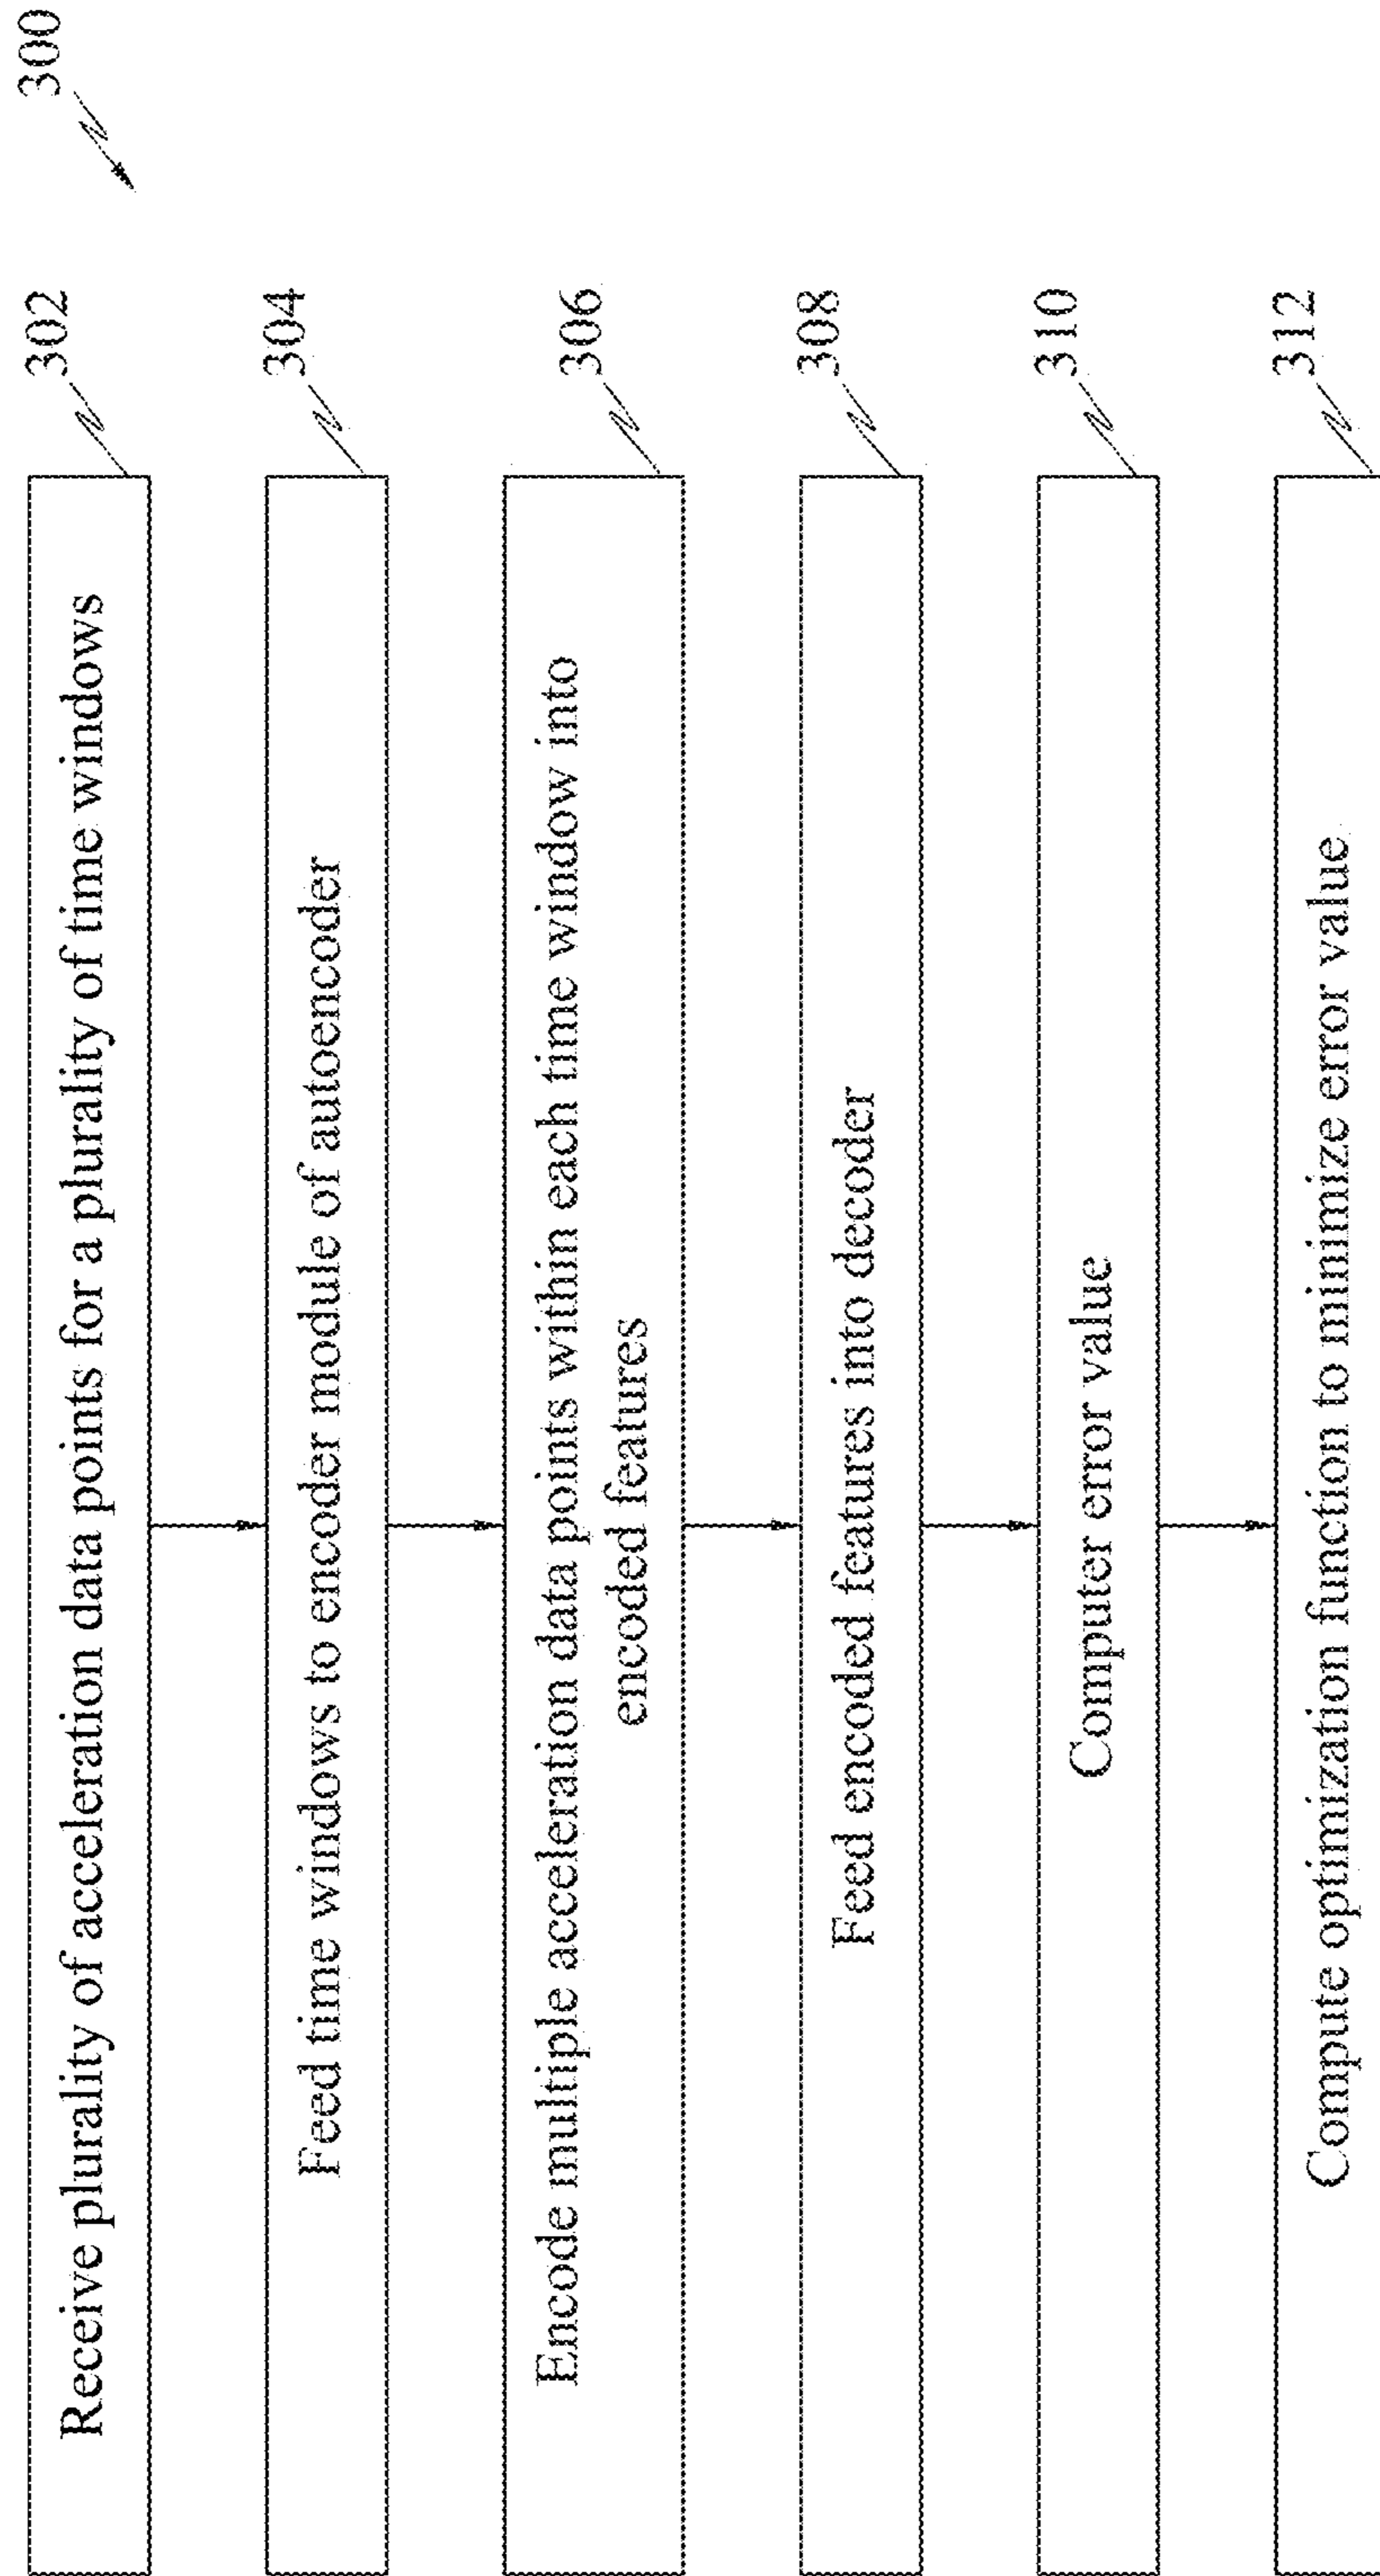 300
302
Receive plurality of acceleration data points for a plurality of time windows
304
Feed time windows to encoder module of autoencoder
306
Encode multiple acceleration data points within each time window into
encoded features
308
Feed encoded features into decoder
310
Computer error value
312
Compute optimization function to minimize error value